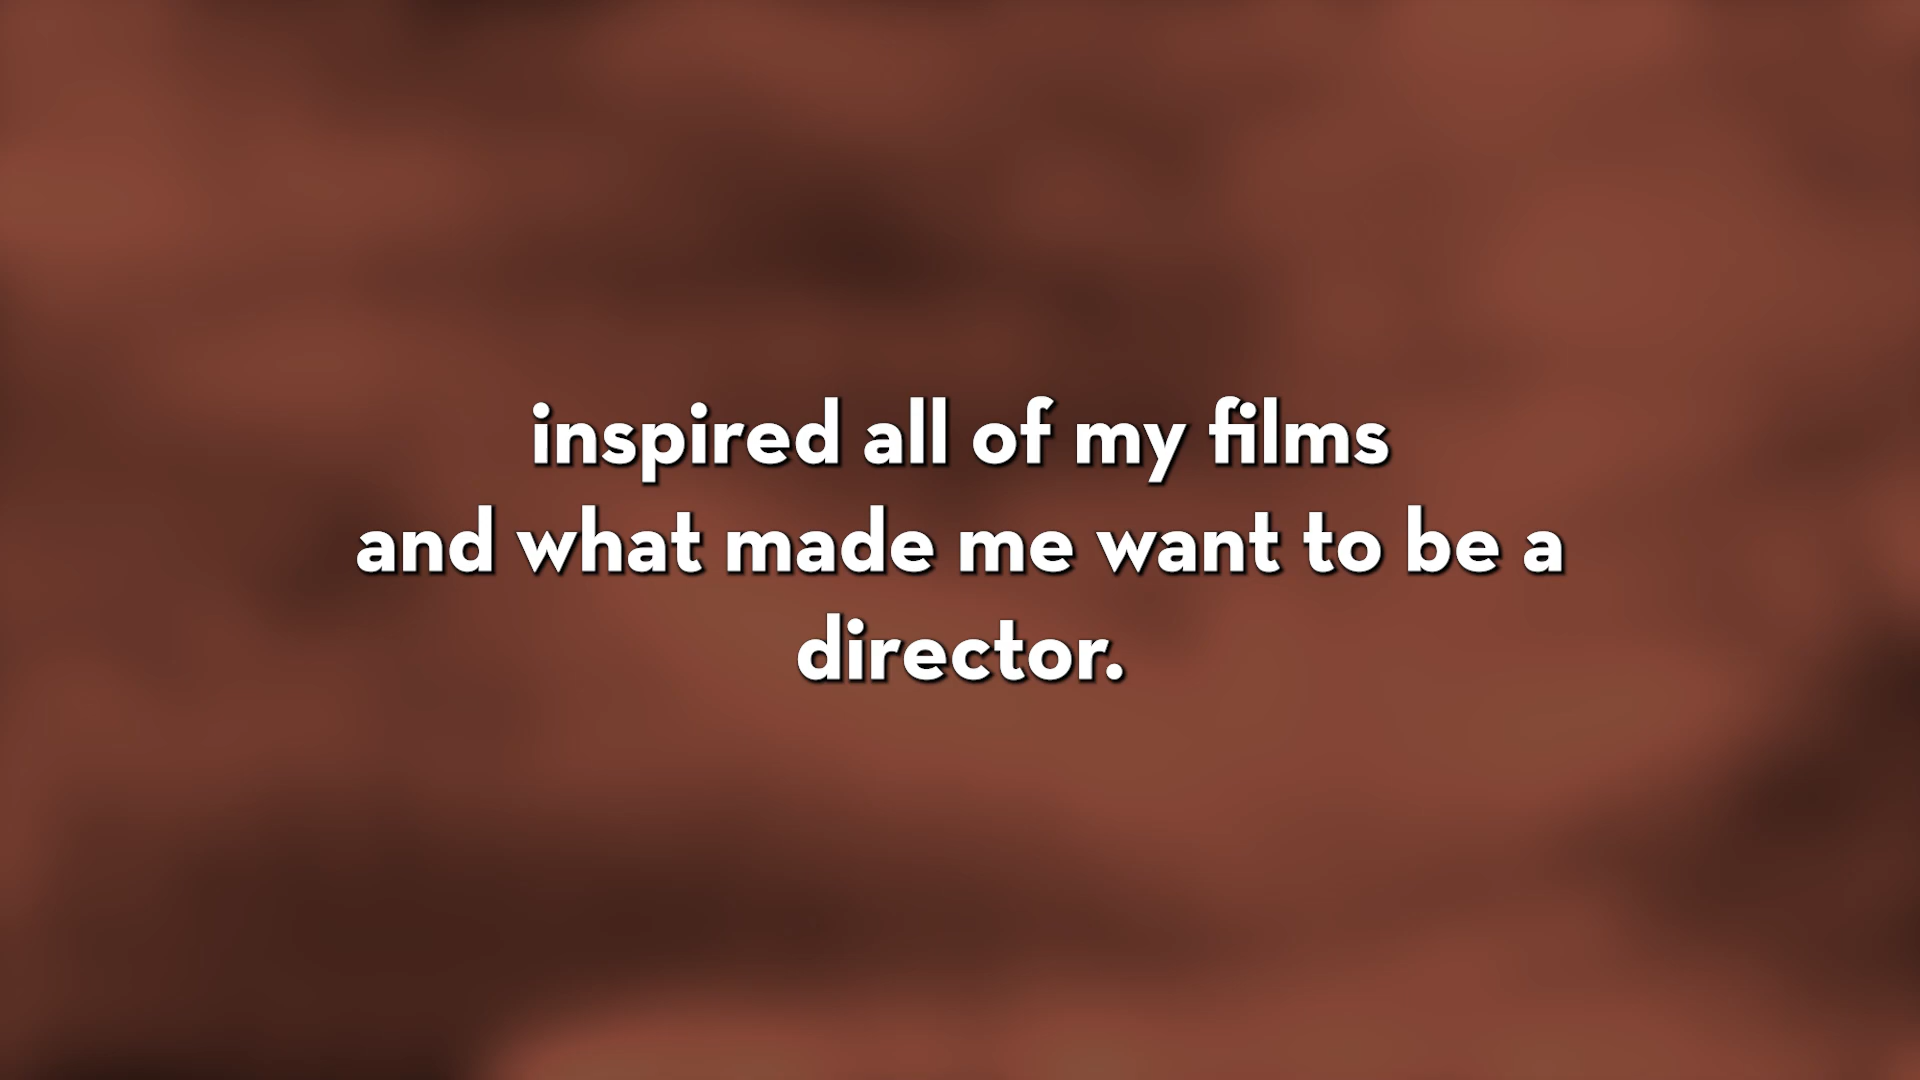 inspired all of my films
and what made me want to be a
director.